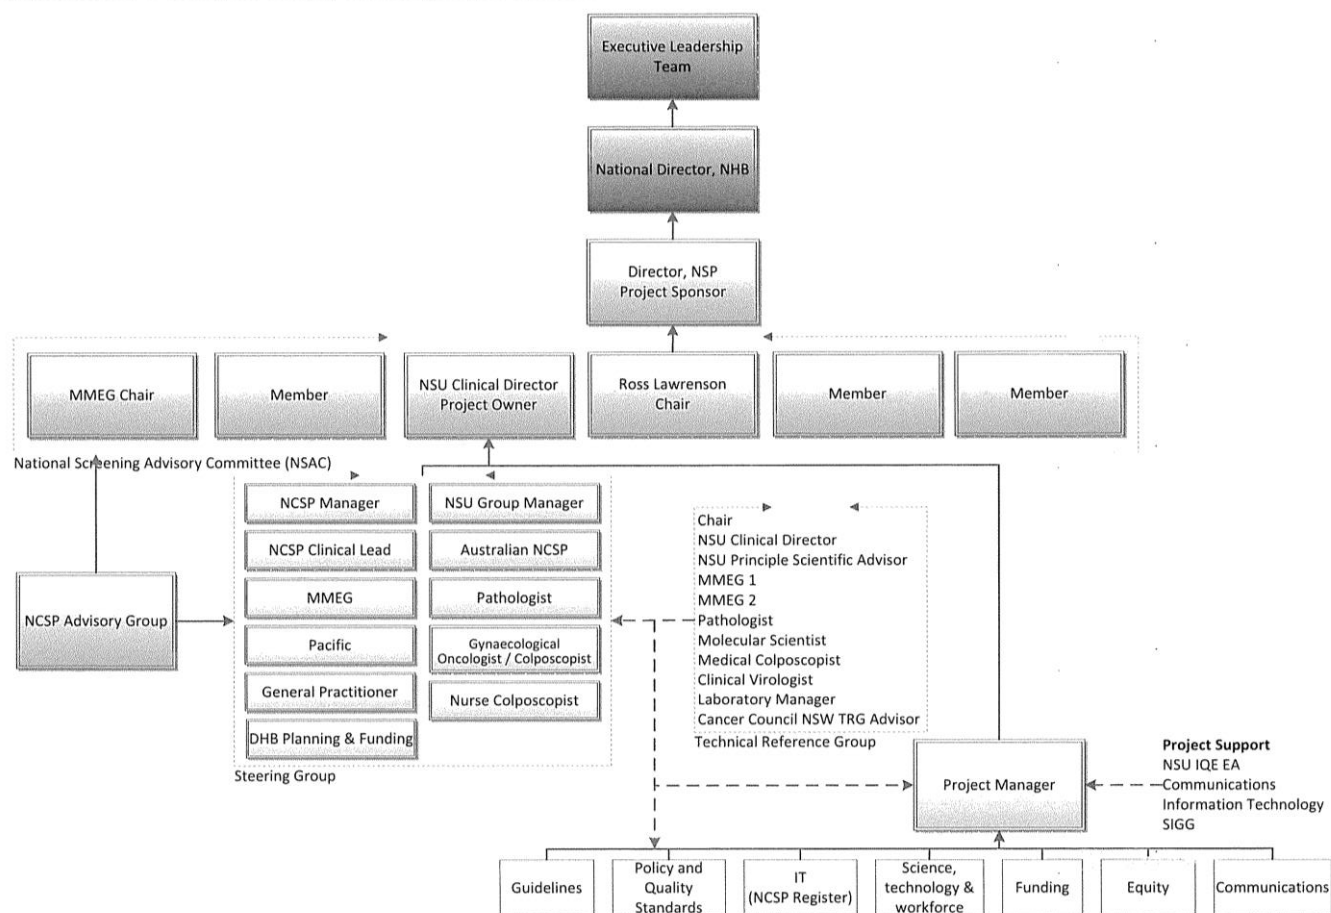 Executive Leadership
Team
National Director, NHB
Director, NSP
Project Sponsor
MMEG Chair
Member
NSU Clinical Director
Project Owner
Ross Lawrenson
Chair
Member
Member
National Screening Advisory Committee (NSAC)
NCSP Advisory Group
NCSP Manager
NCSP Clinical Lead
MMEG
Pacific
General Practitioner
DHB Planning & Funding
NSU Group Manager
Australian NCSP
Pathologist
Gynaecological
Oncologist / Colposcopist
Nurse Colposcopist
Steering Group
Chair
NSU Clinical Director
NSU Principle Scientific Advisor
MMEG 1
MMEG 2
Pathologist
Molecular Scientist
Medical Colposcopist
Clinical Virologist
Laboratory Manager
Cancer Council NSW TRG Advisor
Technical Reference Group
Project Manager
Project Support
NSU IQE EA
Communications
Information Technology
SIGG
Guidelines
Policy and
Quality
Standards
IT
(NCSP Register)
Science,
technology &
workforce
Funding
Equity
Communications